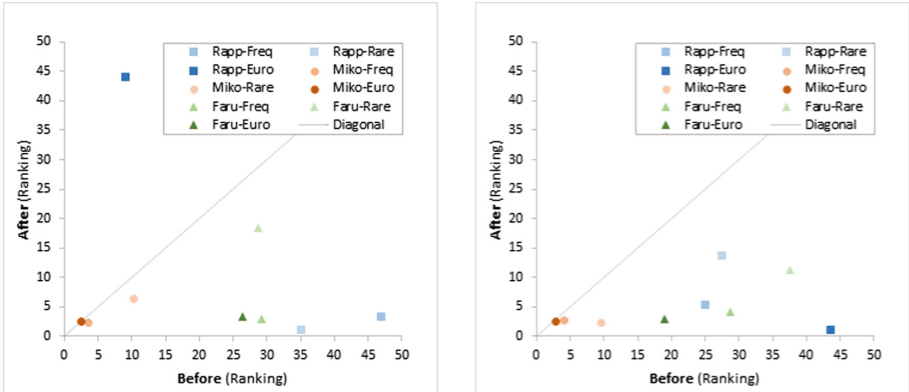 50
45
40
35
30
25
20
15
10
5
0
After (Ranking)
Rapp-Freq Rapp-Rare
Rapp-Euro Miko-Freq
Miko-Rare Miko-Euro
Faru-Freq Faru-Rare
Faru-Euro Diagonal
0 5 10 15 20 25 30 35 40 45 50
Before (Ranking)
50
45
40
35
30
25
20
15
10
5
0
After (Ranking)
Rapp-Freq Rapp-Rare
Rapp-Euro Miko-Freq
Miko-Rare Miko-Euro
Faru-Freq Faru-Rare
Faru-Euro Diagonal
0 5 10 15 20 25 30 35 40 45 50
Before (Ranking)